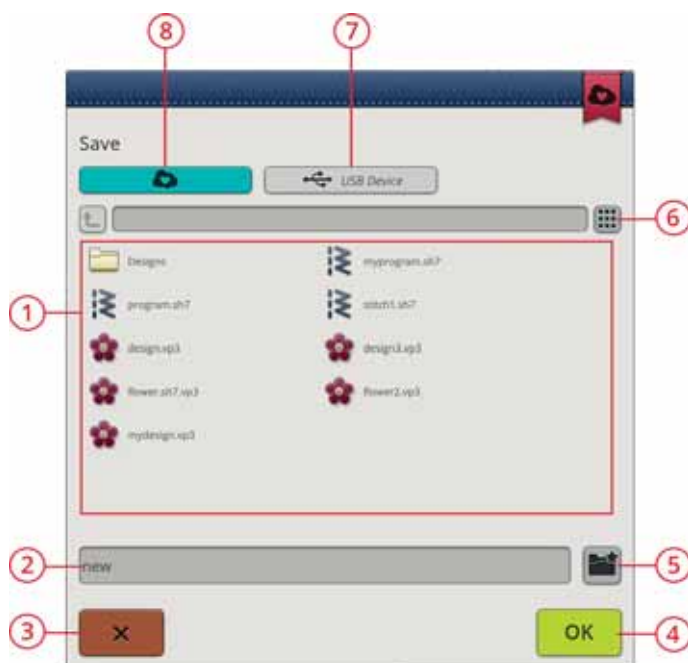 8 7
Save
USB Device
6
Designs myprogram.sh7
1
program.sh7 stitch1.sh7
design.vp3 design3.vp3
flower.sh7.vp3 flower2.vp3
mydesign.vp3
2 new 5
3 OK 4